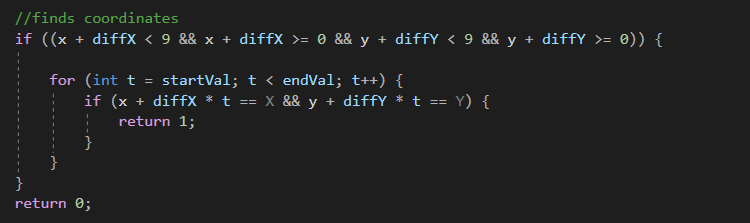 //finds coordinates
if ((x + diffX < 9 && x + diffX >= 0 && y + diffY < 9 && y + diffY >= 0)) {
for (int t = startVal; t < endVal; t++) {
if (x + diffX * t == X && y + diffY * t == Y) {
return 1;
}
}
}
return 0;